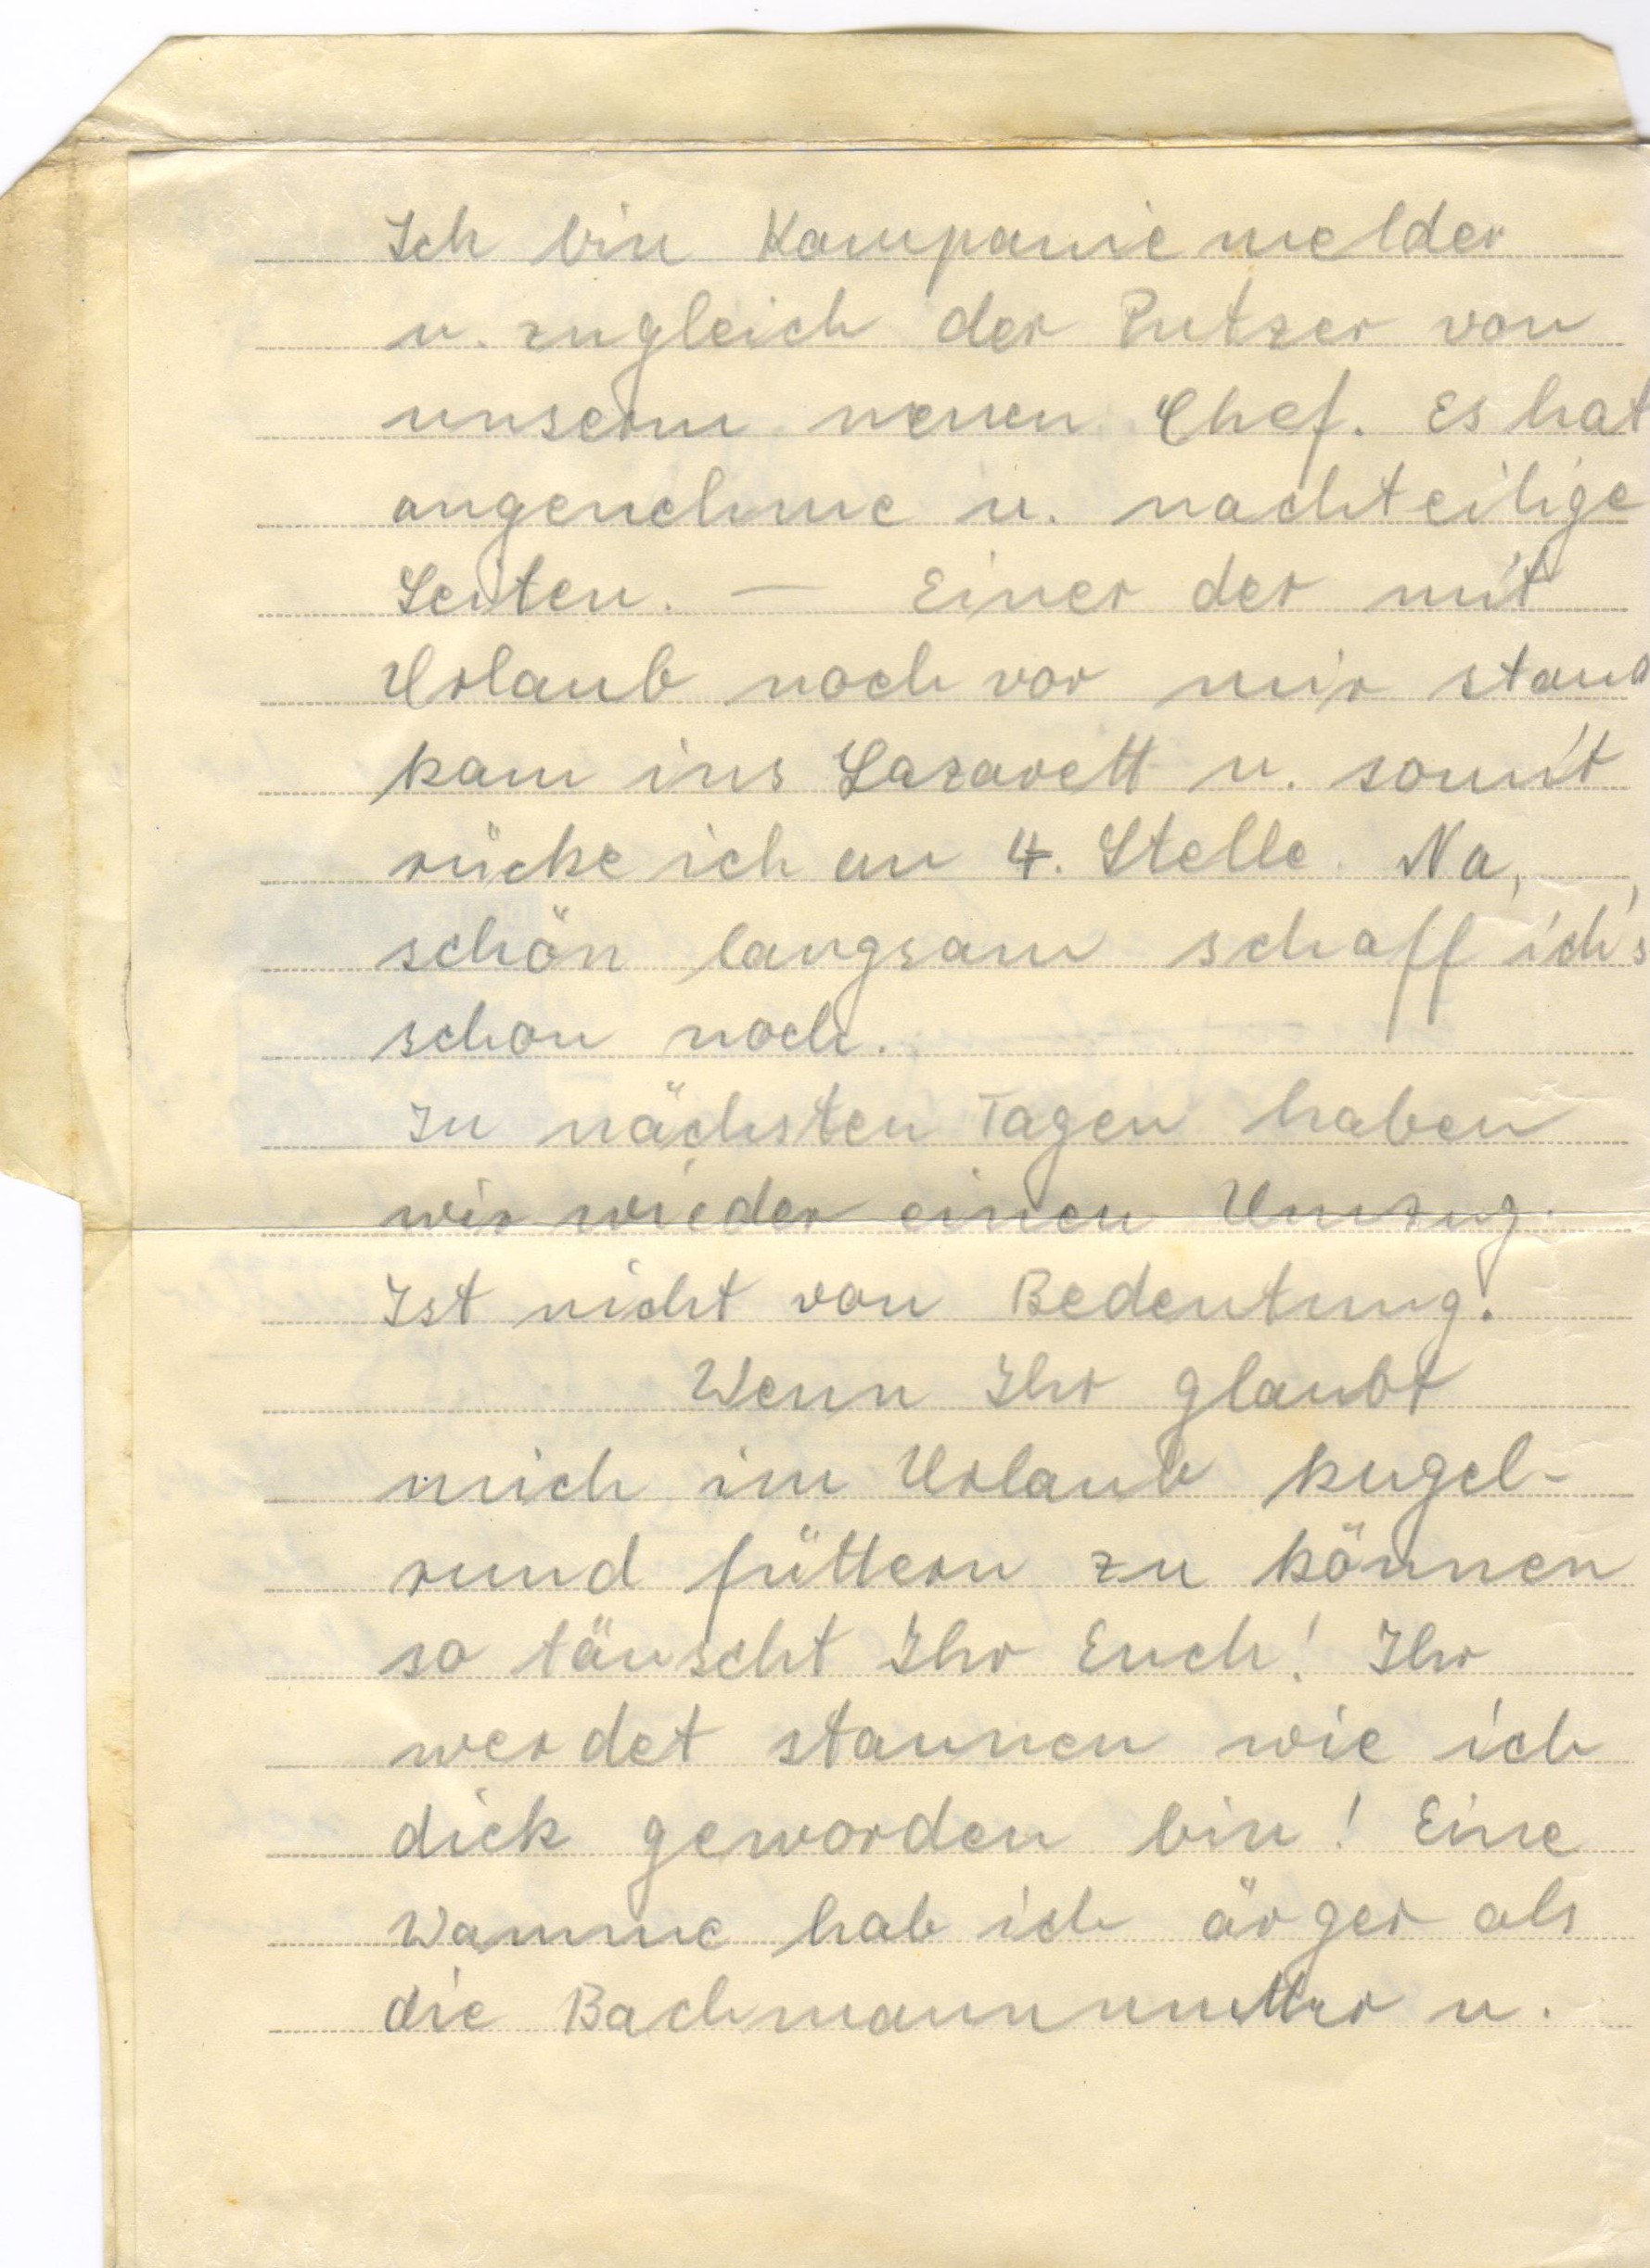 Ich bin Kompanie melder
u. zugleich der Putzer von
unserm neuen Chef. Es hat
angenehme u. nachteilige
Seiten. — Einer der mit
Urlaub noch vor mir stand
kam ins Lazarett u. somit
rücke ich an 4. Stelle. Na,
schön langsam schaff ich's
schon noch.
In nächsten Tagen haben
wir wieder einen Umzug.
Ist nicht von Bedeutung.
Wenn Ihr glaubt
mich im Urlaub kugel-
rund füttern zu können
so täuscht Ihr Euch! Ihr
werdet staunen wie ich
dick geworden bin! Eine
Wamme hab ich ärger als
die Bachmannmutter u.